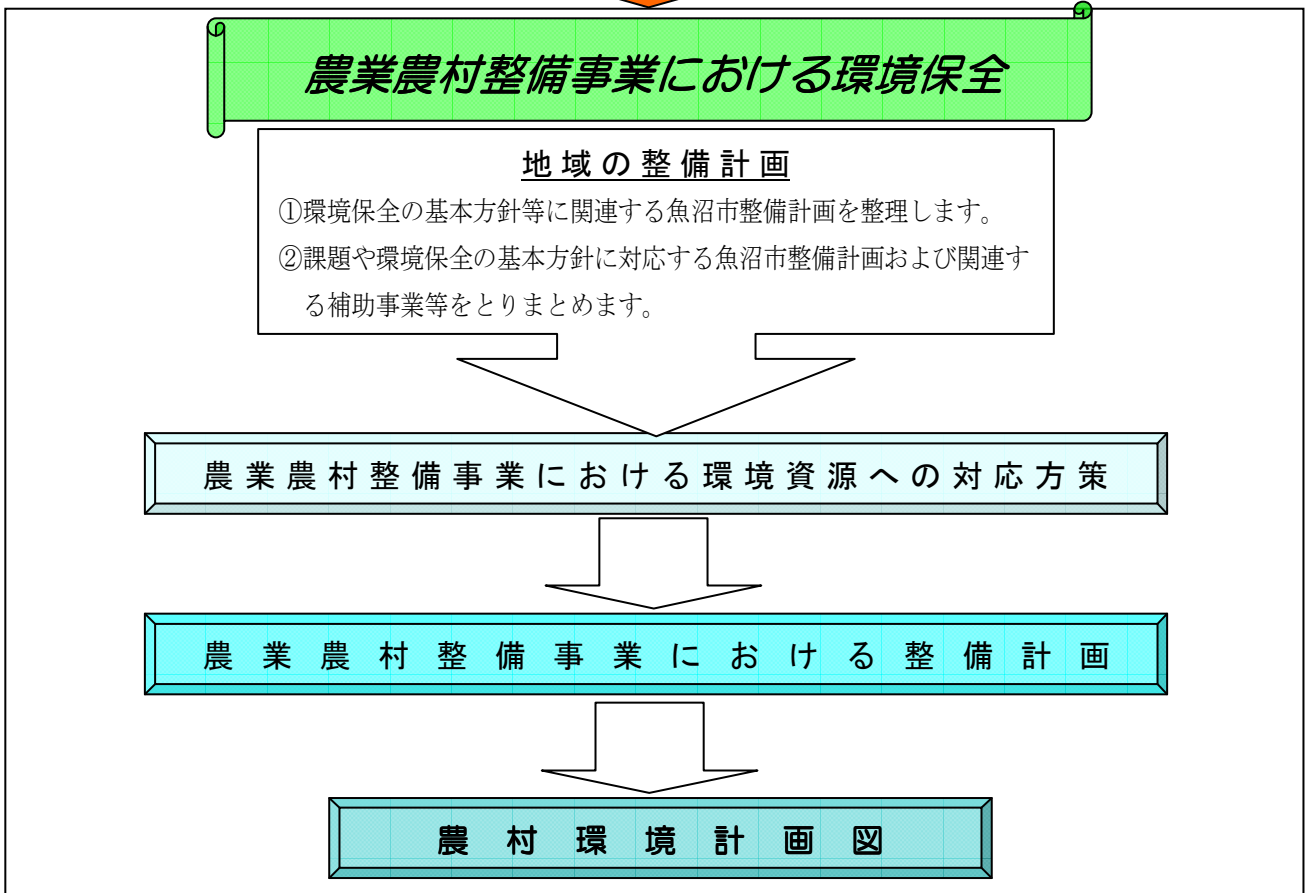 農業農村整備事業における環境保全
地域の整備計画
①環境保全の基本方針等に関連する魚沼市整備計画を整理します。
②課題や環境保全の基本方針に対応する魚沼市整備計画および関連す
る補助事業等をとりまとめます。
農業農村整備事業における環境資源への対応方策
農業農村整備事業における整備計画
農村環境計画図